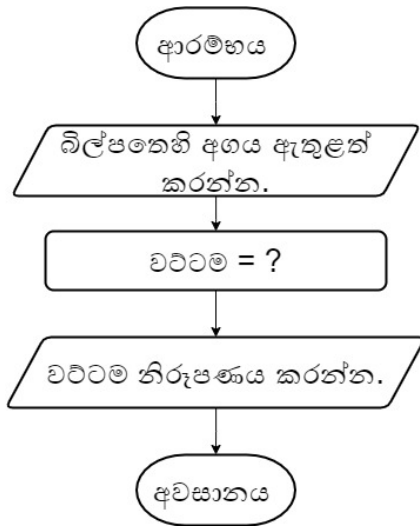 ආරම්භය
බිල්පතෙහි අගය ඇතුළත්
කරන්න.
වට්ටම = ?
වට්ටම නිරූපණය කරන්න.
අවසානය